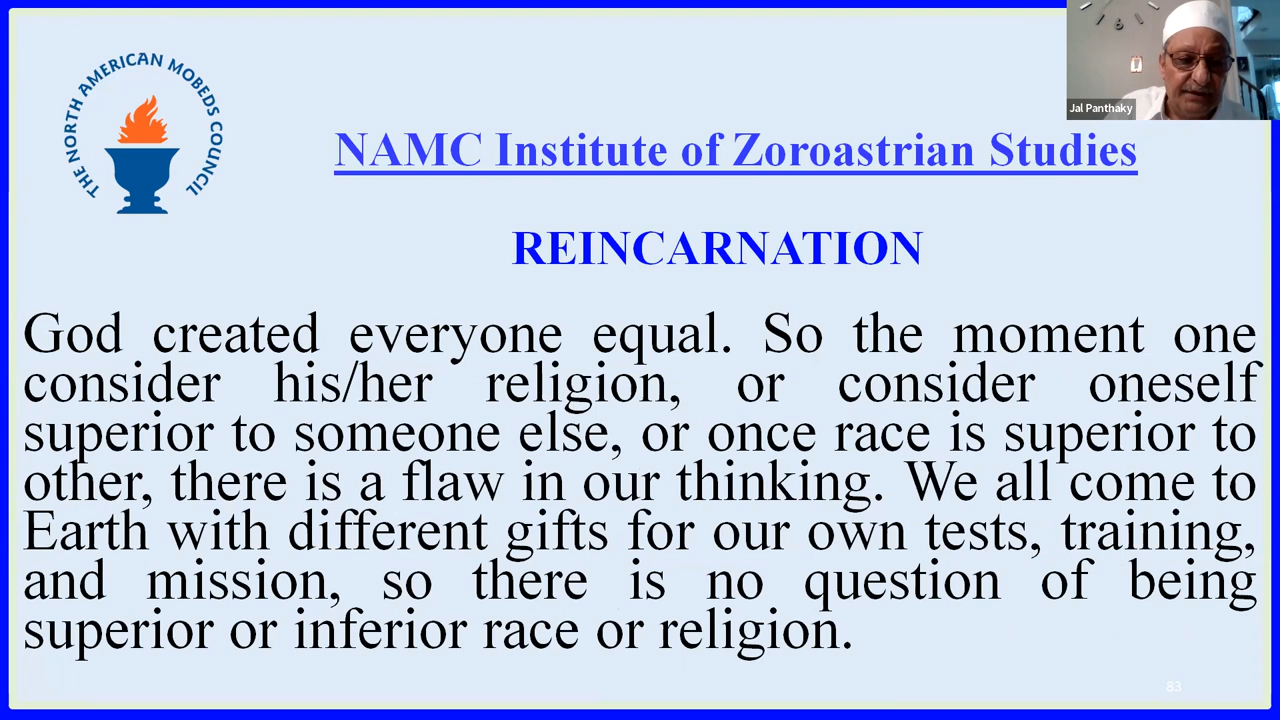 THE NORTH AMERICAN MOBEDS COUNCIL
Jal Panthaky
NAMC Institute of Zoroastrian Studies
REINCARNATION
God created everyone equal. So the moment one
consider his/her religion, or consider oneself
superior to someone else, or once race is superior to
other, there is a flaw in our thinking. We all come to
Earth with different gifts for our own tests, training,
and mission, so there is no question of being
superior or inferior race or religion.
83